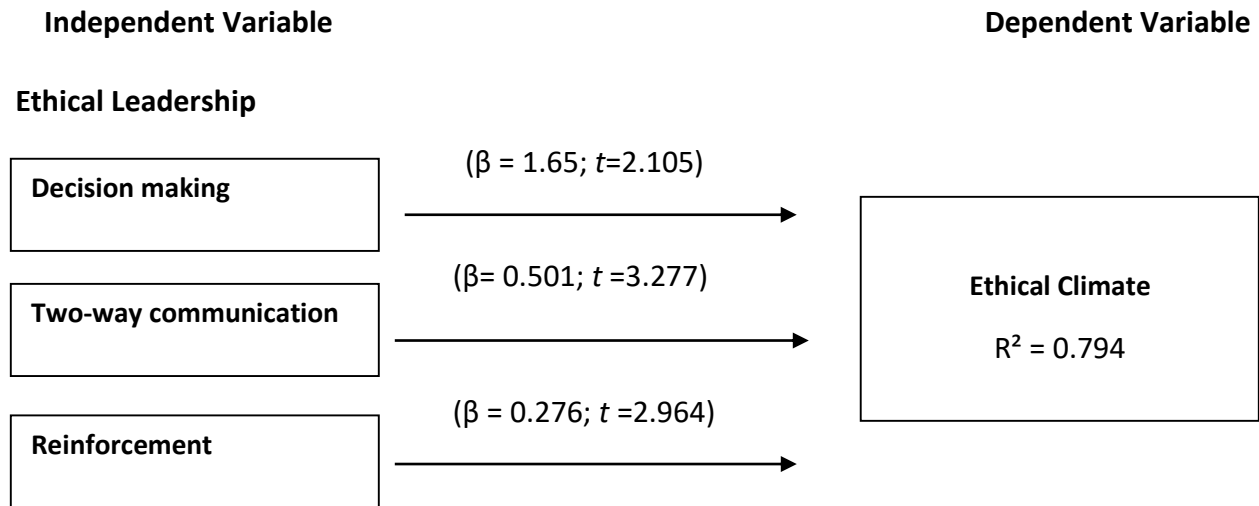 Independent Variable Dependent Variable
Ethical Leadership
(β = 1.65; t=2.105)
Decision making
(β= 0.501; t =3.277)
Two-way communication
Ethical Climate
R² = 0.794
(β = 0.276; t =2.964)
Reinforcement